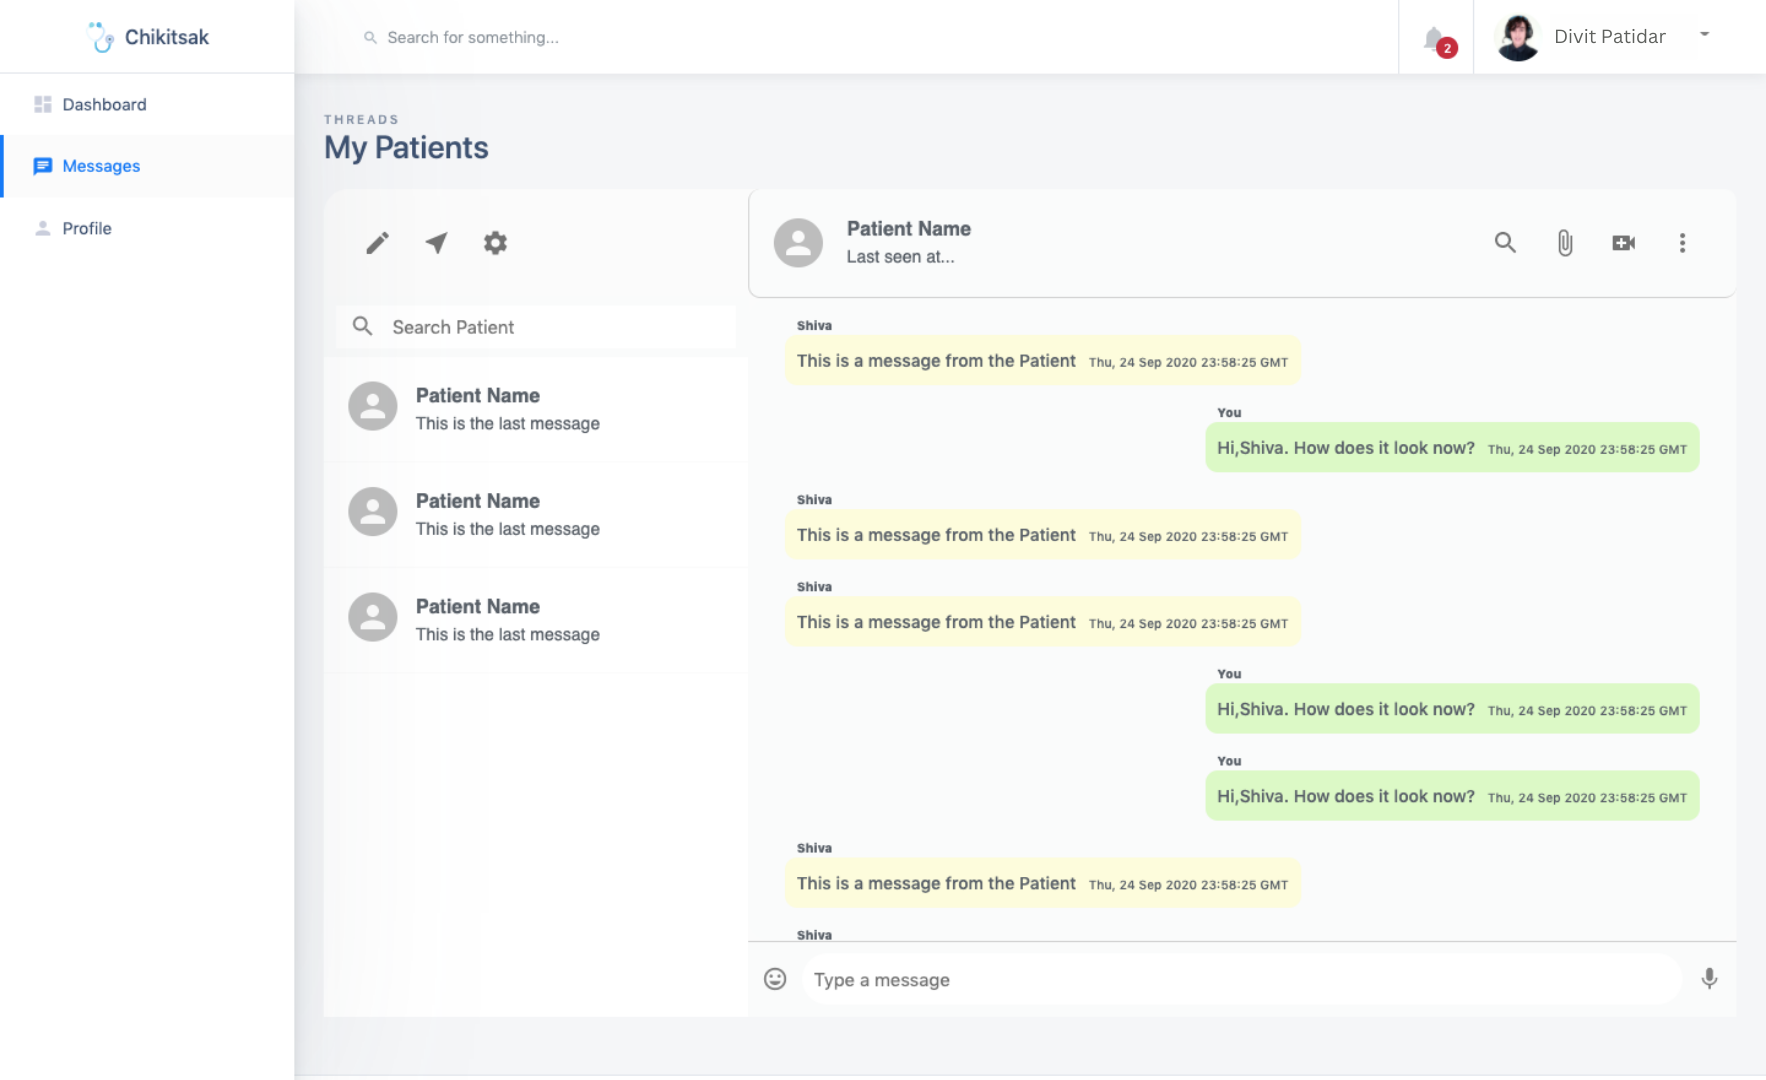 Chikitsak
Search for something...
2
Divit Patidar
Dashboard
Messages
Profile
THREADS
My Patients
Search Patient
Patient Name
This is the last message
Patient Name
This is the last message
Patient Name
This is the last message
Patient Name
Last seen at...
Shiva
This is a message from the Patient Thu, 24 Sep 2020 23:58:25 GMT
You
Hi,Shiva. How does it look now? Thu, 24 Sep 2020 23:58:25 GMT
Shiva
This is a message from the Patient Thu, 24 Sep 2020 23:58:25 GMT
Shiva
This is a message from the Patient Thu, 24 Sep 2020 23:58:25 GMT
You
Hi,Shiva. How does it look now? Thu, 24 Sep 2020 23:58:25 GMT
You
Hi,Shiva. How does it look now? Thu, 24 Sep 2020 23:58:25 GMT
Shiva
This is a message from the Patient Thu, 24 Sep 2020 23:58:25 GMT
Shiva
Type a message